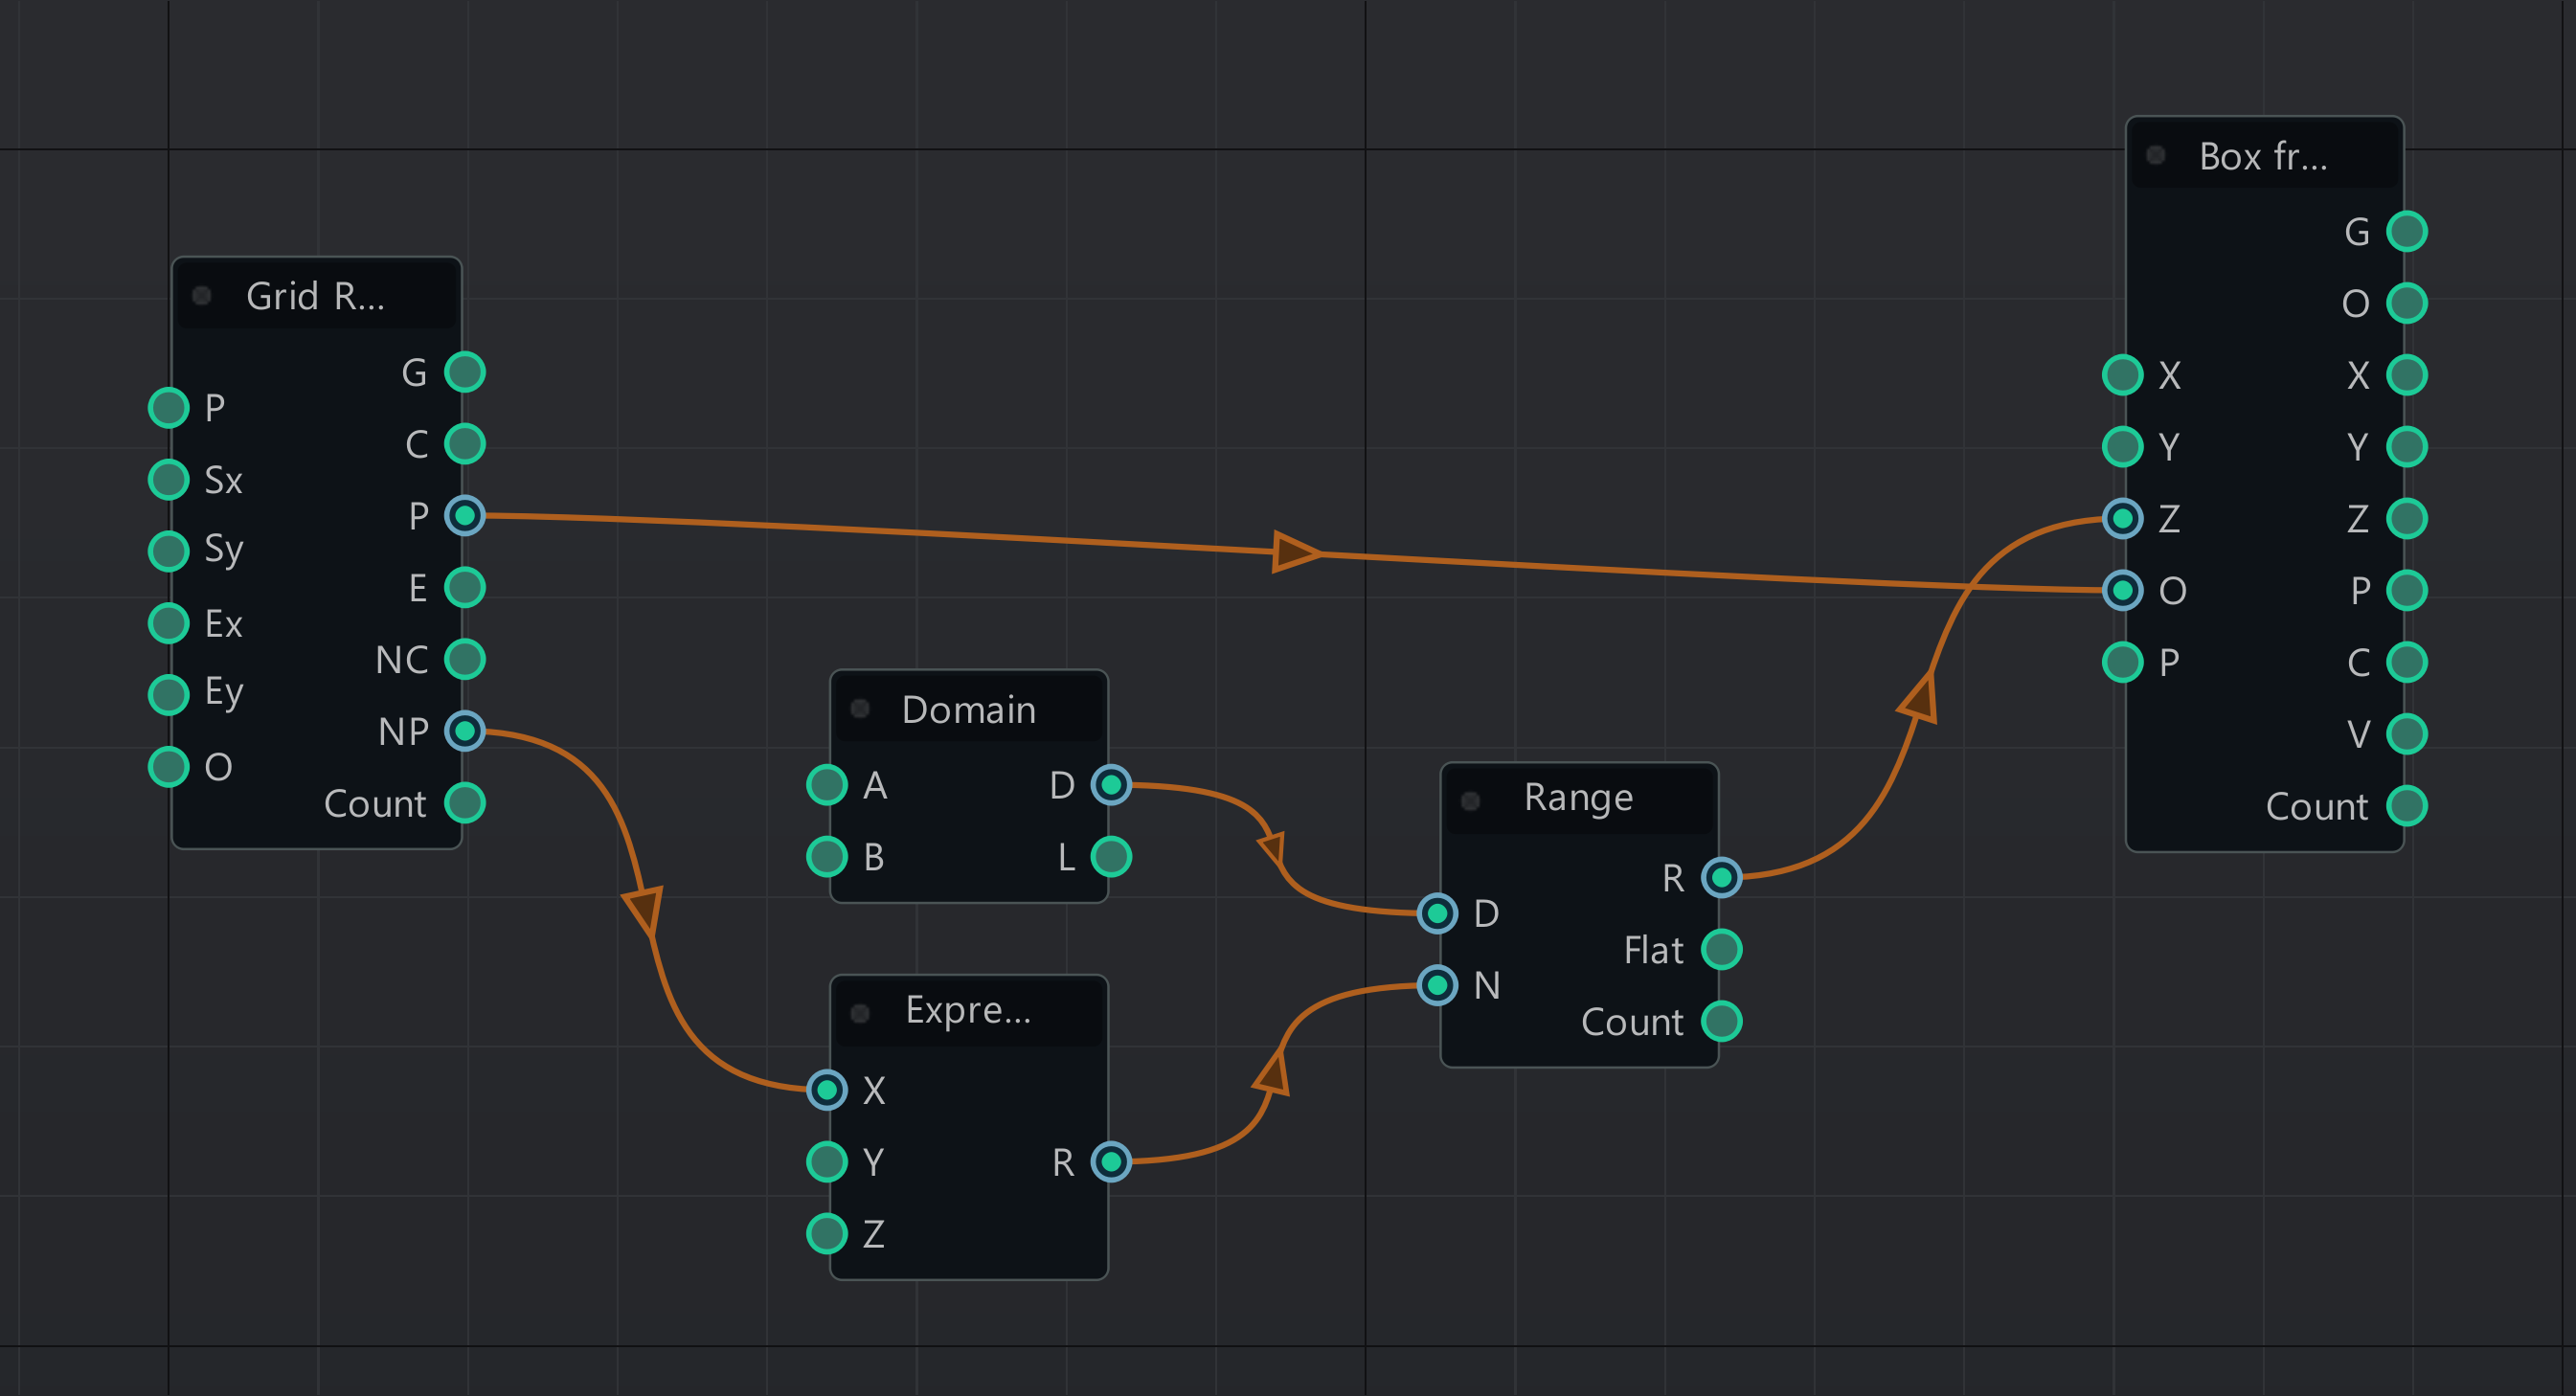 Grid R...
G
P
C
Sx
P
Sy
E
Ex
NC
Ey
NP
O
Count
Domain
A D
B L
Expre...
X
Y R
Z
Range
R
D
Flat
N
Count
Box fr...
G
O
X X
Y Y
Z Z
O P
P C
V
Count